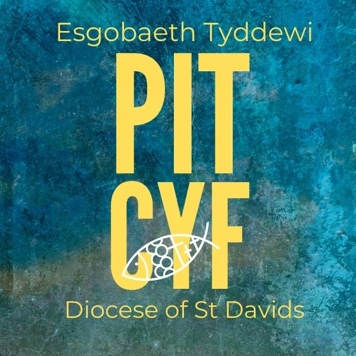 Esgobaeth Tyddewi
PIT
CYF
Diocese of St Davids